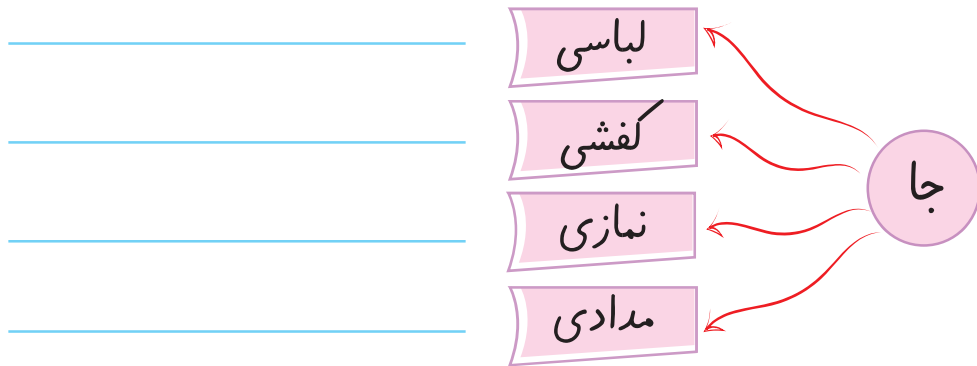 جا
لباسی
کفشی
نمازی
مدادی